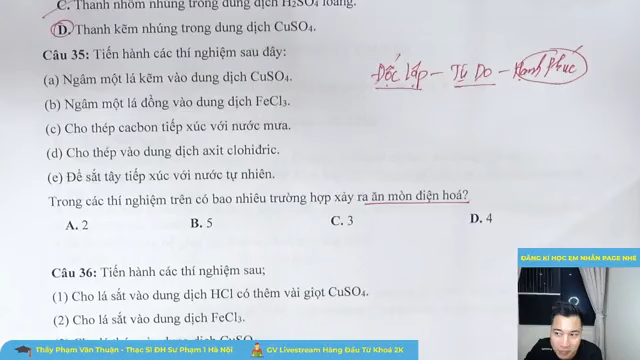 C. Thanh nhôm nhúng trong dung dịch H₂SO₄ loãng.
D. Thanh kẽm nhúng trong dung dịch CuSO₄.
Câu 35: Tiến hành các thí nghiệm sau đây:
(a) Ngâm một lá kẽm vào dung dịch CuSO₄.
(b) Ngâm một lá đồng vào dung dịch FeCl₃.
(c) Cho thép cacbon tiếp xúc với nước mưa.
(d) Cho thép vào dung dịch axit clohiđric.
(e) Để sắt tây tiếp xúc với nước tự nhiên.
Độc lập – Tự Do – Hạnh Phúc
Trong các thí nghiệm trên có bao nhiêu trường hợp xảy ra ăn mòn điện hoá?
A. 2 B. 5 C. 3 D. 4
Câu 36: Tiến hành các thí nghiệm sau;
(1) Cho lá sắt vào dung dịch HCl có thêm vài giọt CuSO₄.
(2) Cho lá sắt vào dung dịch FeCl₃.
ĐĂNG KÍ HỌC EM NHẮN PAGE NHE
Thầy Phạm Văn Thuận - Thạc Sĩ ĐH Sư Phạm 1 Hà Nội
GV Livestream Hàng Đầu Từ Khoá 2K